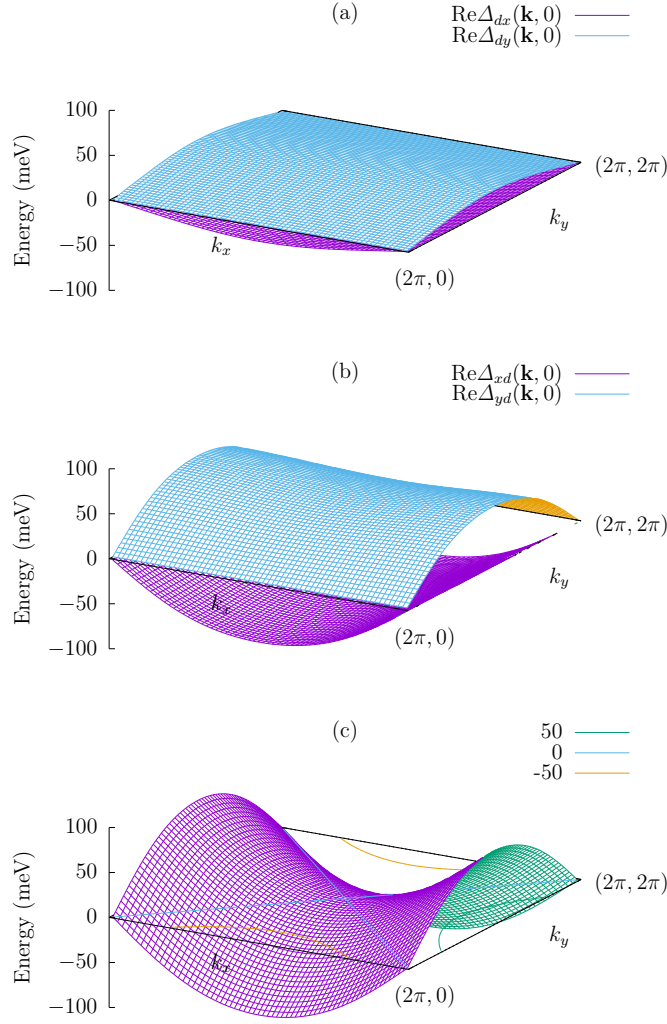 (a)
ReΔ_{dx}(𝐤, 0)
ReΔ_{dy}(𝐤, 0)
100
50
0
−50
−100
Energy (meV)
k_x
k_y
(2π, 0)
(2π, 2π)
(b)
ReΔ_{xd}(𝐤, 0)
ReΔ_{yd}(𝐤, 0)
100
50
0
−50
−100
Energy (meV)
k_x
k_y
(2π, 0)
(2π, 2π)
(c)
50
0
-50
100
50
0
−50
−100
Energy (meV)
k_x
k_y
(2π, 0)
(2π, 2π)